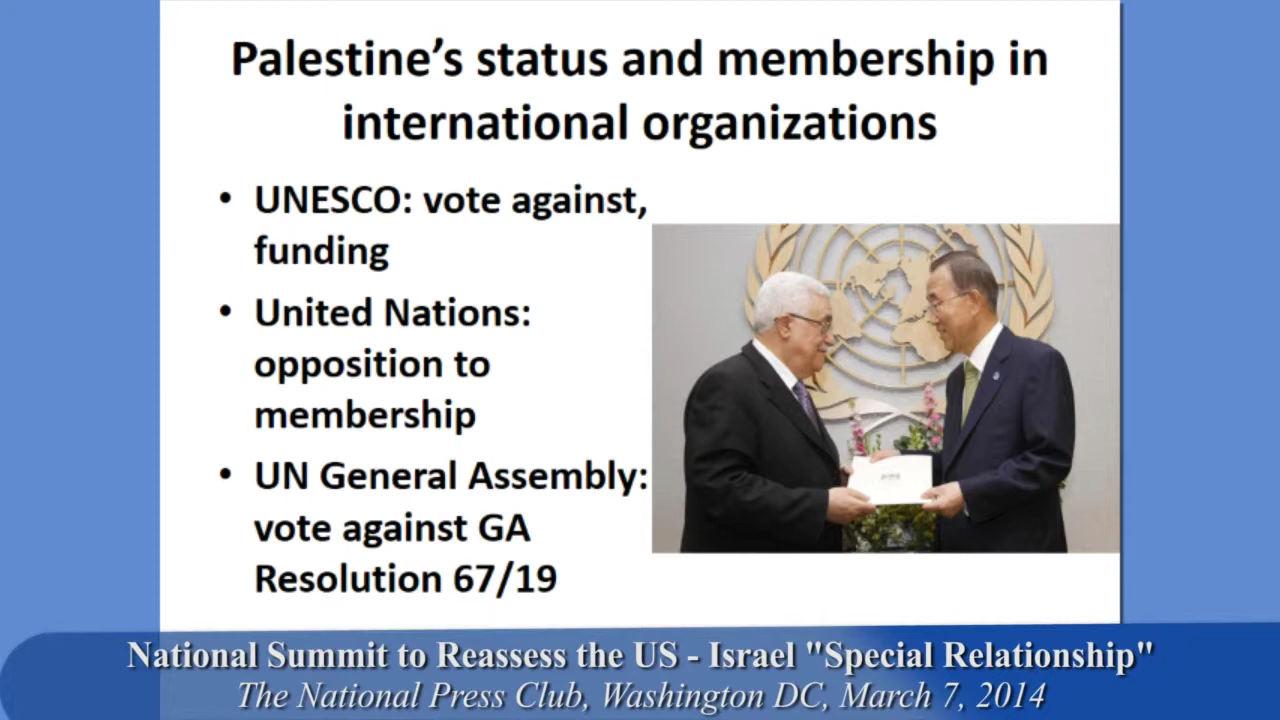 Palestine's status and membership in
international organizations
• UNESCO: vote against,
funding
• United Nations:
opposition to
membership
• UN General Assembly:
vote against GA
Resolution 67/19
National Summit to Reassess the US - Israel "Special Relationship"
The National Press Club, Washington DC, March 7, 2014